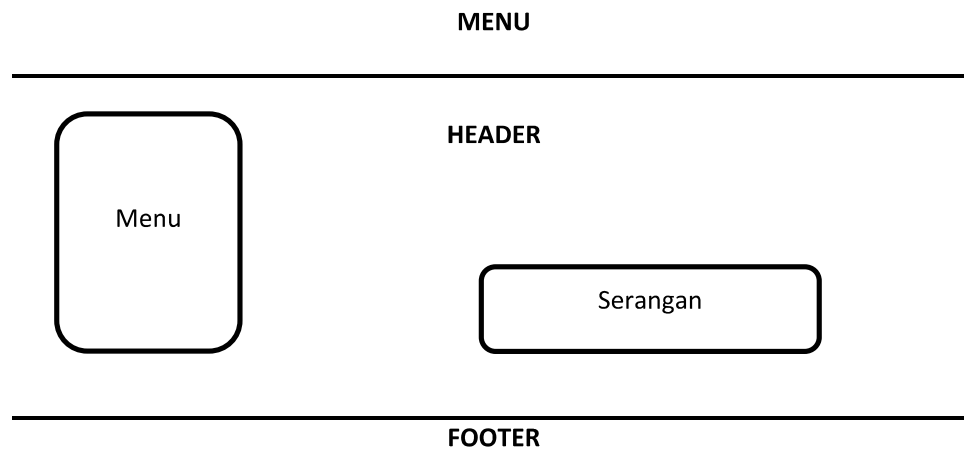 MENU
HEADER
Menu
Serangan
FOOTER